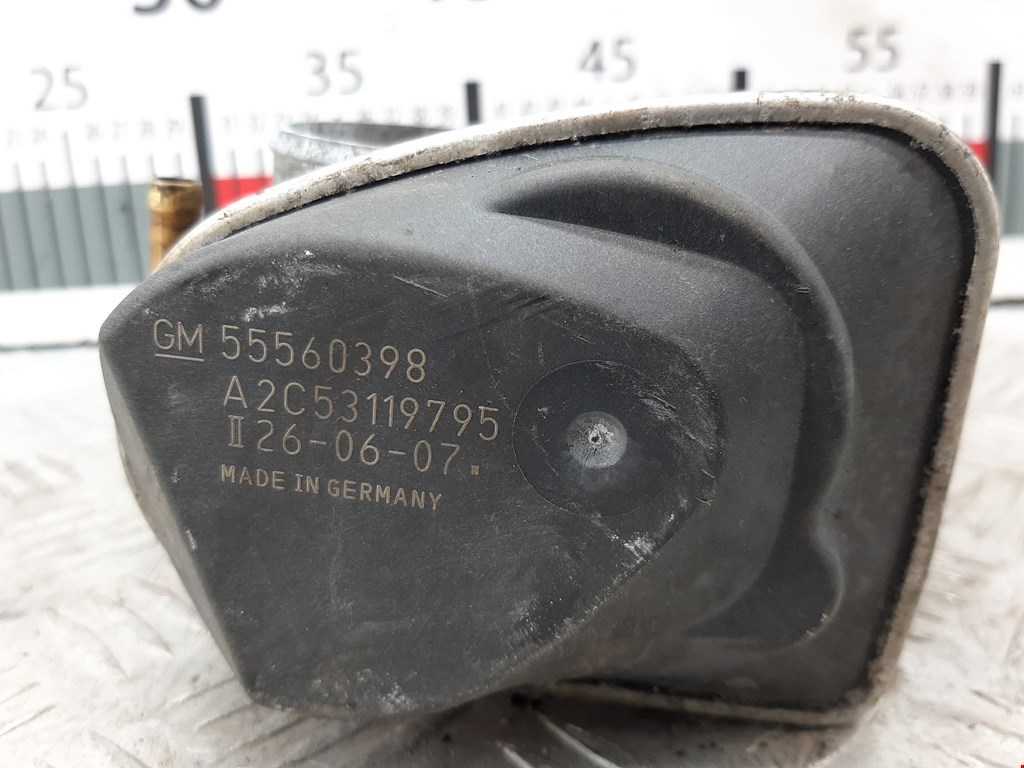 25
35
45
55
GM 55560398
A2C53119795
II 26-06-07
MADE IN GERMANY